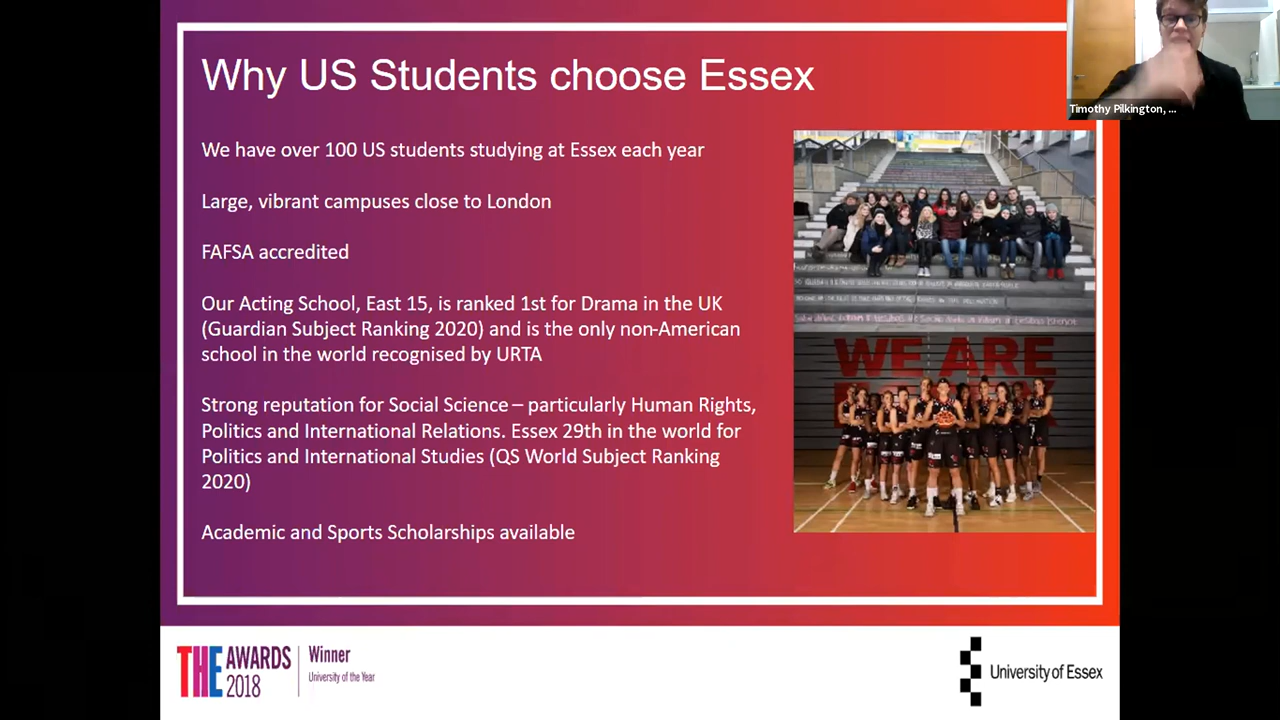 Why US Students choose Essex
Timothy Pilkington, ...
We have over 100 US students studying at Essex each year
Large, vibrant campuses close to London
FAFSA accredited
Our Acting School, East 15, is ranked 1st for Drama in the UK
(Guardian Subject Ranking 2020) and is the only non-American
school in the world recognised by URTA
Strong reputation for Social Science – particularly Human Rights,
Politics and International Relations. Essex 29th in the world for
Politics and International Studies (QS World Subject Ranking
2020)
Academic and Sports Scholarships available
WE ARE
THE AWARDS
2018
Winner
University of the Year
University of Essex